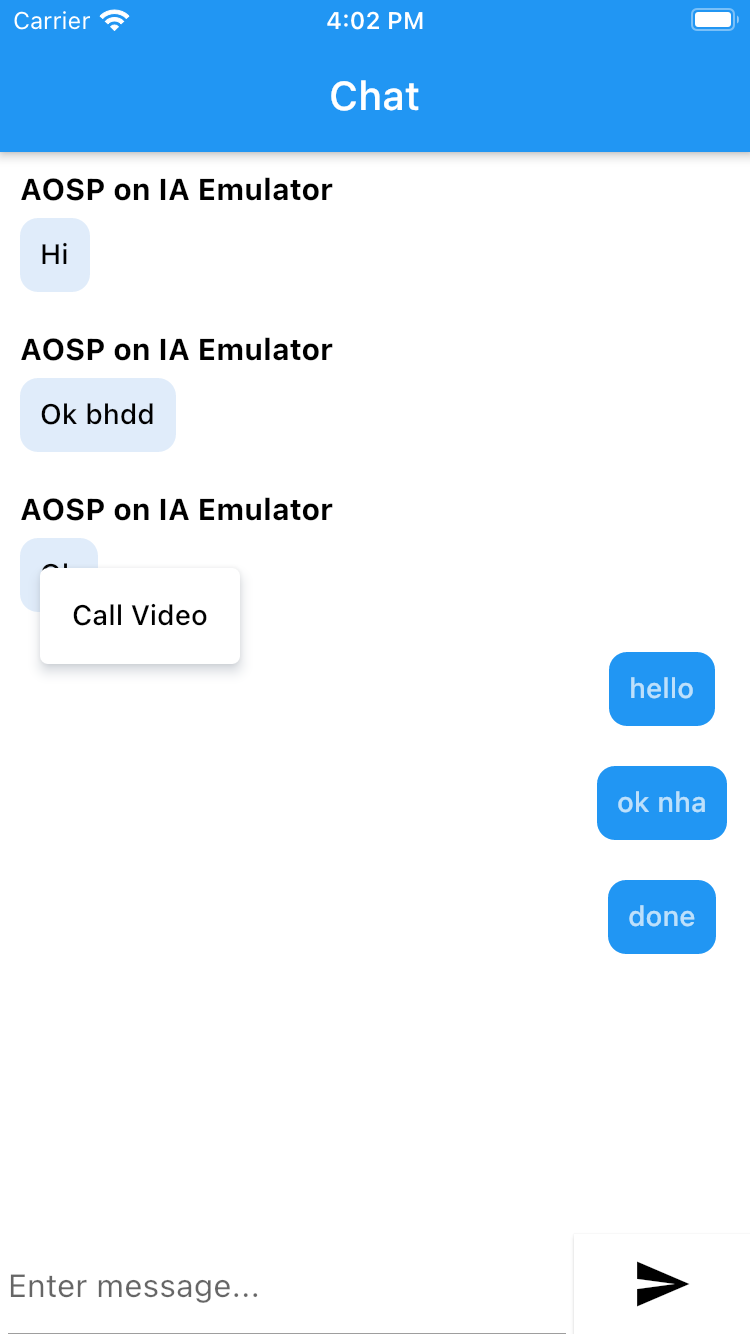 Carrier 4:02 PM
Chat
AOSP on IA Emulator
Hi
AOSP on IA Emulator
Ok bhdd
AOSP on IA Emulator
Call Video
hello
ok nha
done
Enter message...